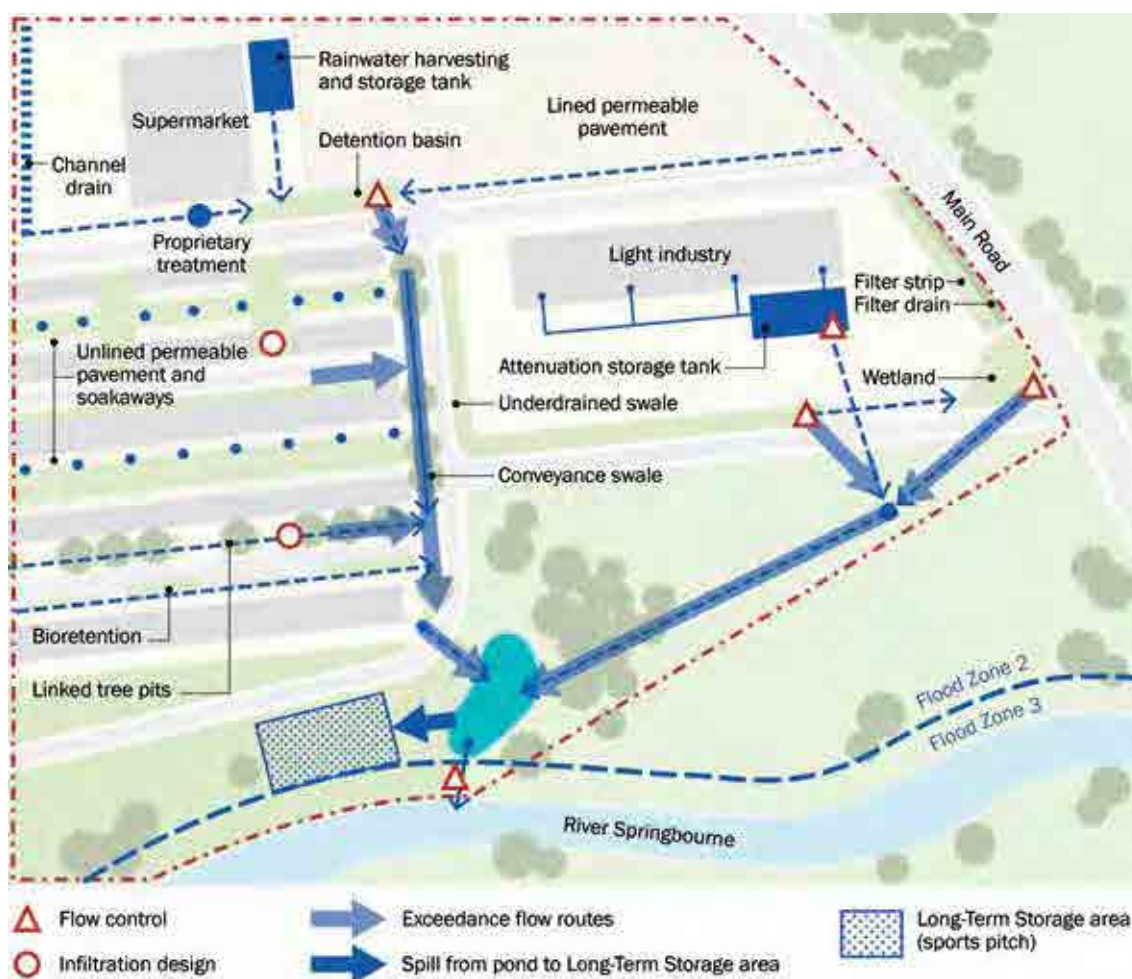 Rainwater harvesting
and storage tank
Supermarket
Lined permeable
pavement
Detention basin
Channel
drain
Main Road
Proprietary
treatment
Light industry
Filter strip
Filter drain
Unlined permeable
pavement and
soakaways
Attenuation storage tank
Wetland
Underdrained swale
Conveyance swale
Bioretention
Linked tree pits
Flood Zone 2
Flood Zone 3
River Springbourne
Flow control
Exceedance flow routes
Long-Term Storage area
(sports pitch)
Infiltration design
Spill from pond to Long-Term Storage area